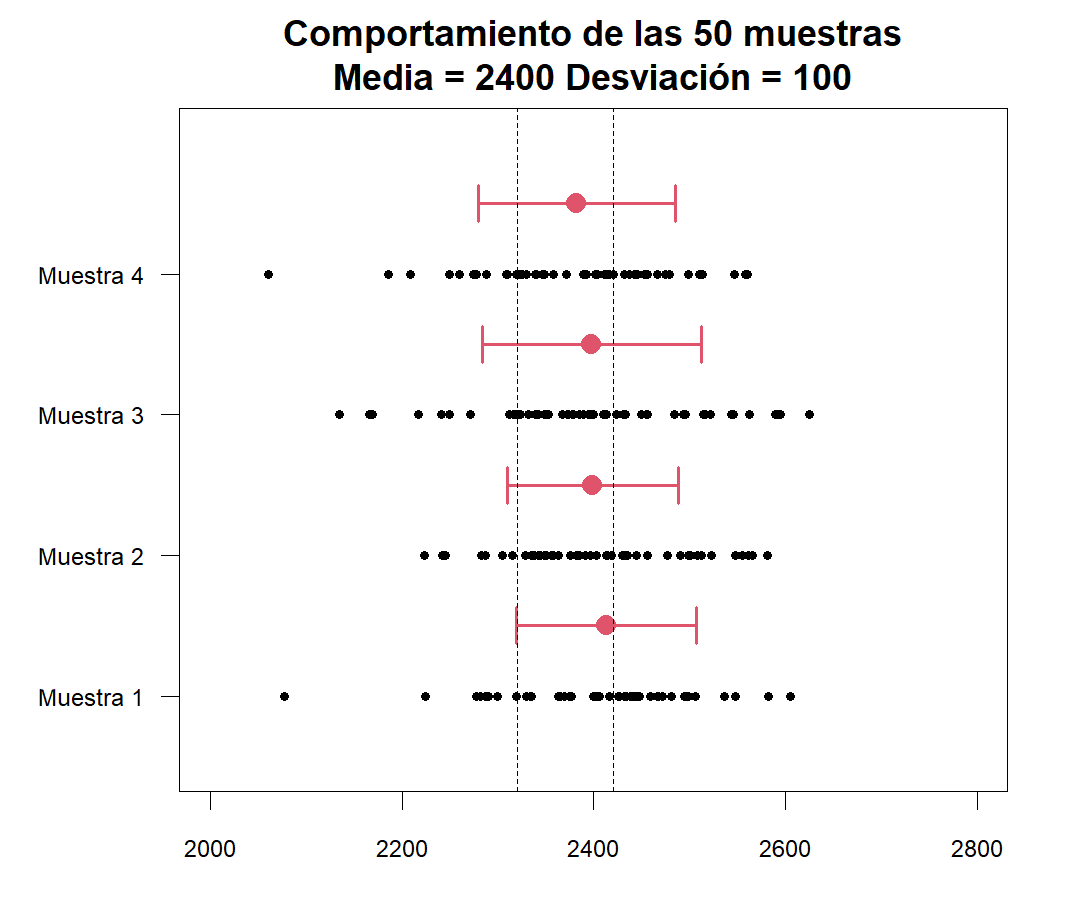 Comportamiento de las 50 muestras
Media = 2400 Desviación = 100
Muestra 4
Muestra 3
Muestra 2
Muestra 1
2000 2200 2400 2600 2800